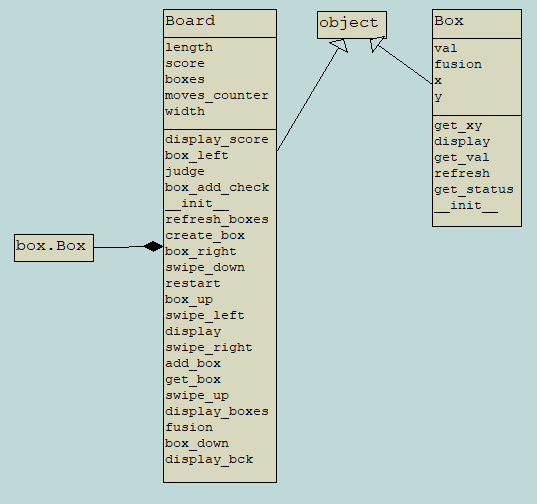 Board
length
score
boxes
moves_counter
width
display_score
box_left
judge
box_add_check
__init__
refresh_boxes
create_box
box_right
swipe_down
restart
box_up
swipe_left
display
swipe_right
add_box
get_box
swipe_up
display_boxes
fusion
box_down
display_bck
object
Box
val
fusion
x
y
get_xy
display
get_val
refresh
get_status
__init__
box.Box